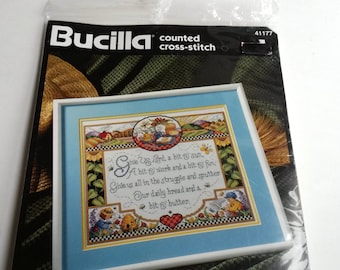 Bucilla® counted
cross-stitch
41177
Give Us, Lord, a bit o' sun,
A bit o' work and a bit o' fun.
Give us all in the struggle and sputter
Our daily bread and a
bit o' butter.